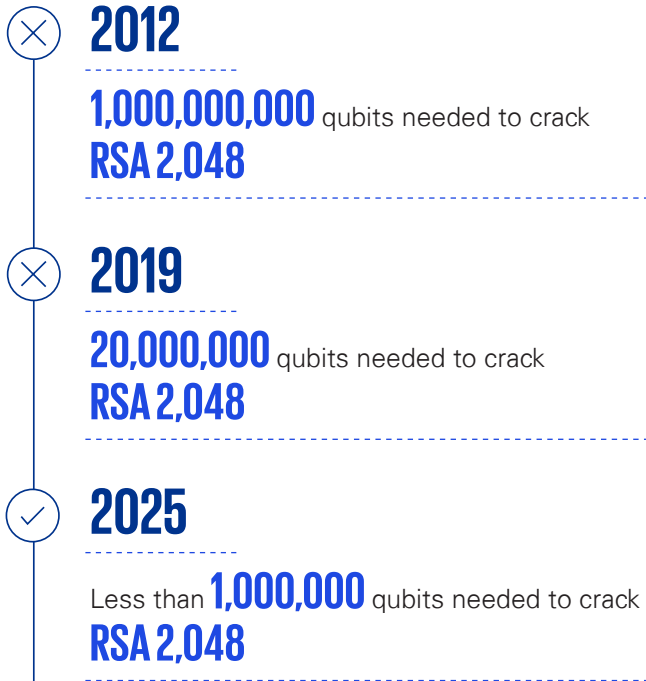 2012
1,000,000,000 qubits needed to crack
RSA 2,048
2019
20,000,000 qubits needed to crack
RSA 2,048
2025
Less than 1,000,000 qubits needed to crack
RSA 2,048